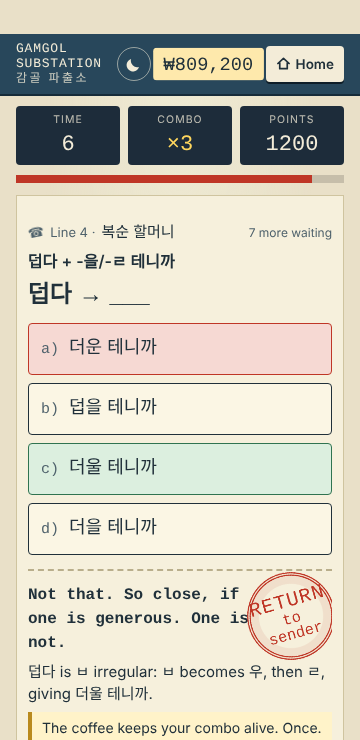 GAMGOL
SUBSTATION
감골 파출소
₩809,200
Home
TIME
6
COMBO
×3
POINTS
1200
☎ Line 4 · 복순 할머니
7 more waiting
덥다 + -을/-ㄹ 테니까
덥다 → ___
a) 더운 테니까
b) 덥을 테니까
c) 더울 테니까
d) 더을 테니까
Not that. So close, if
one is generous. One is
not.
RETURN
to
sender
덥다 is ㅂ irregular: ㅂ becomes 우, then ㄹ,
giving 더울 테니까.
The coffee keeps your combo alive. Once.